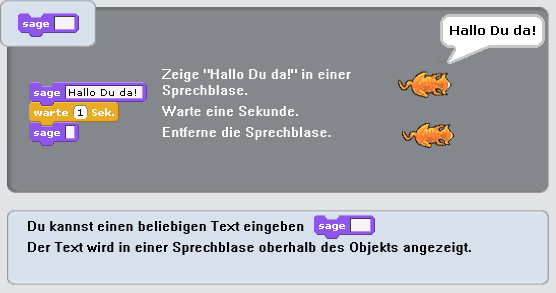 sage
Hallo Du da!
Zeige "Hallo Du da!" in einer
Sprechblase.
sage Hallo Du da!
warte 1 Sek.
Warte eine Sekunde.
sage
Entferne die Sprechblase.
Du kannst einen beliebigen Text eingeben sage
Der Text wird in einer Sprechblase oberhalb des Objekts angezeigt.